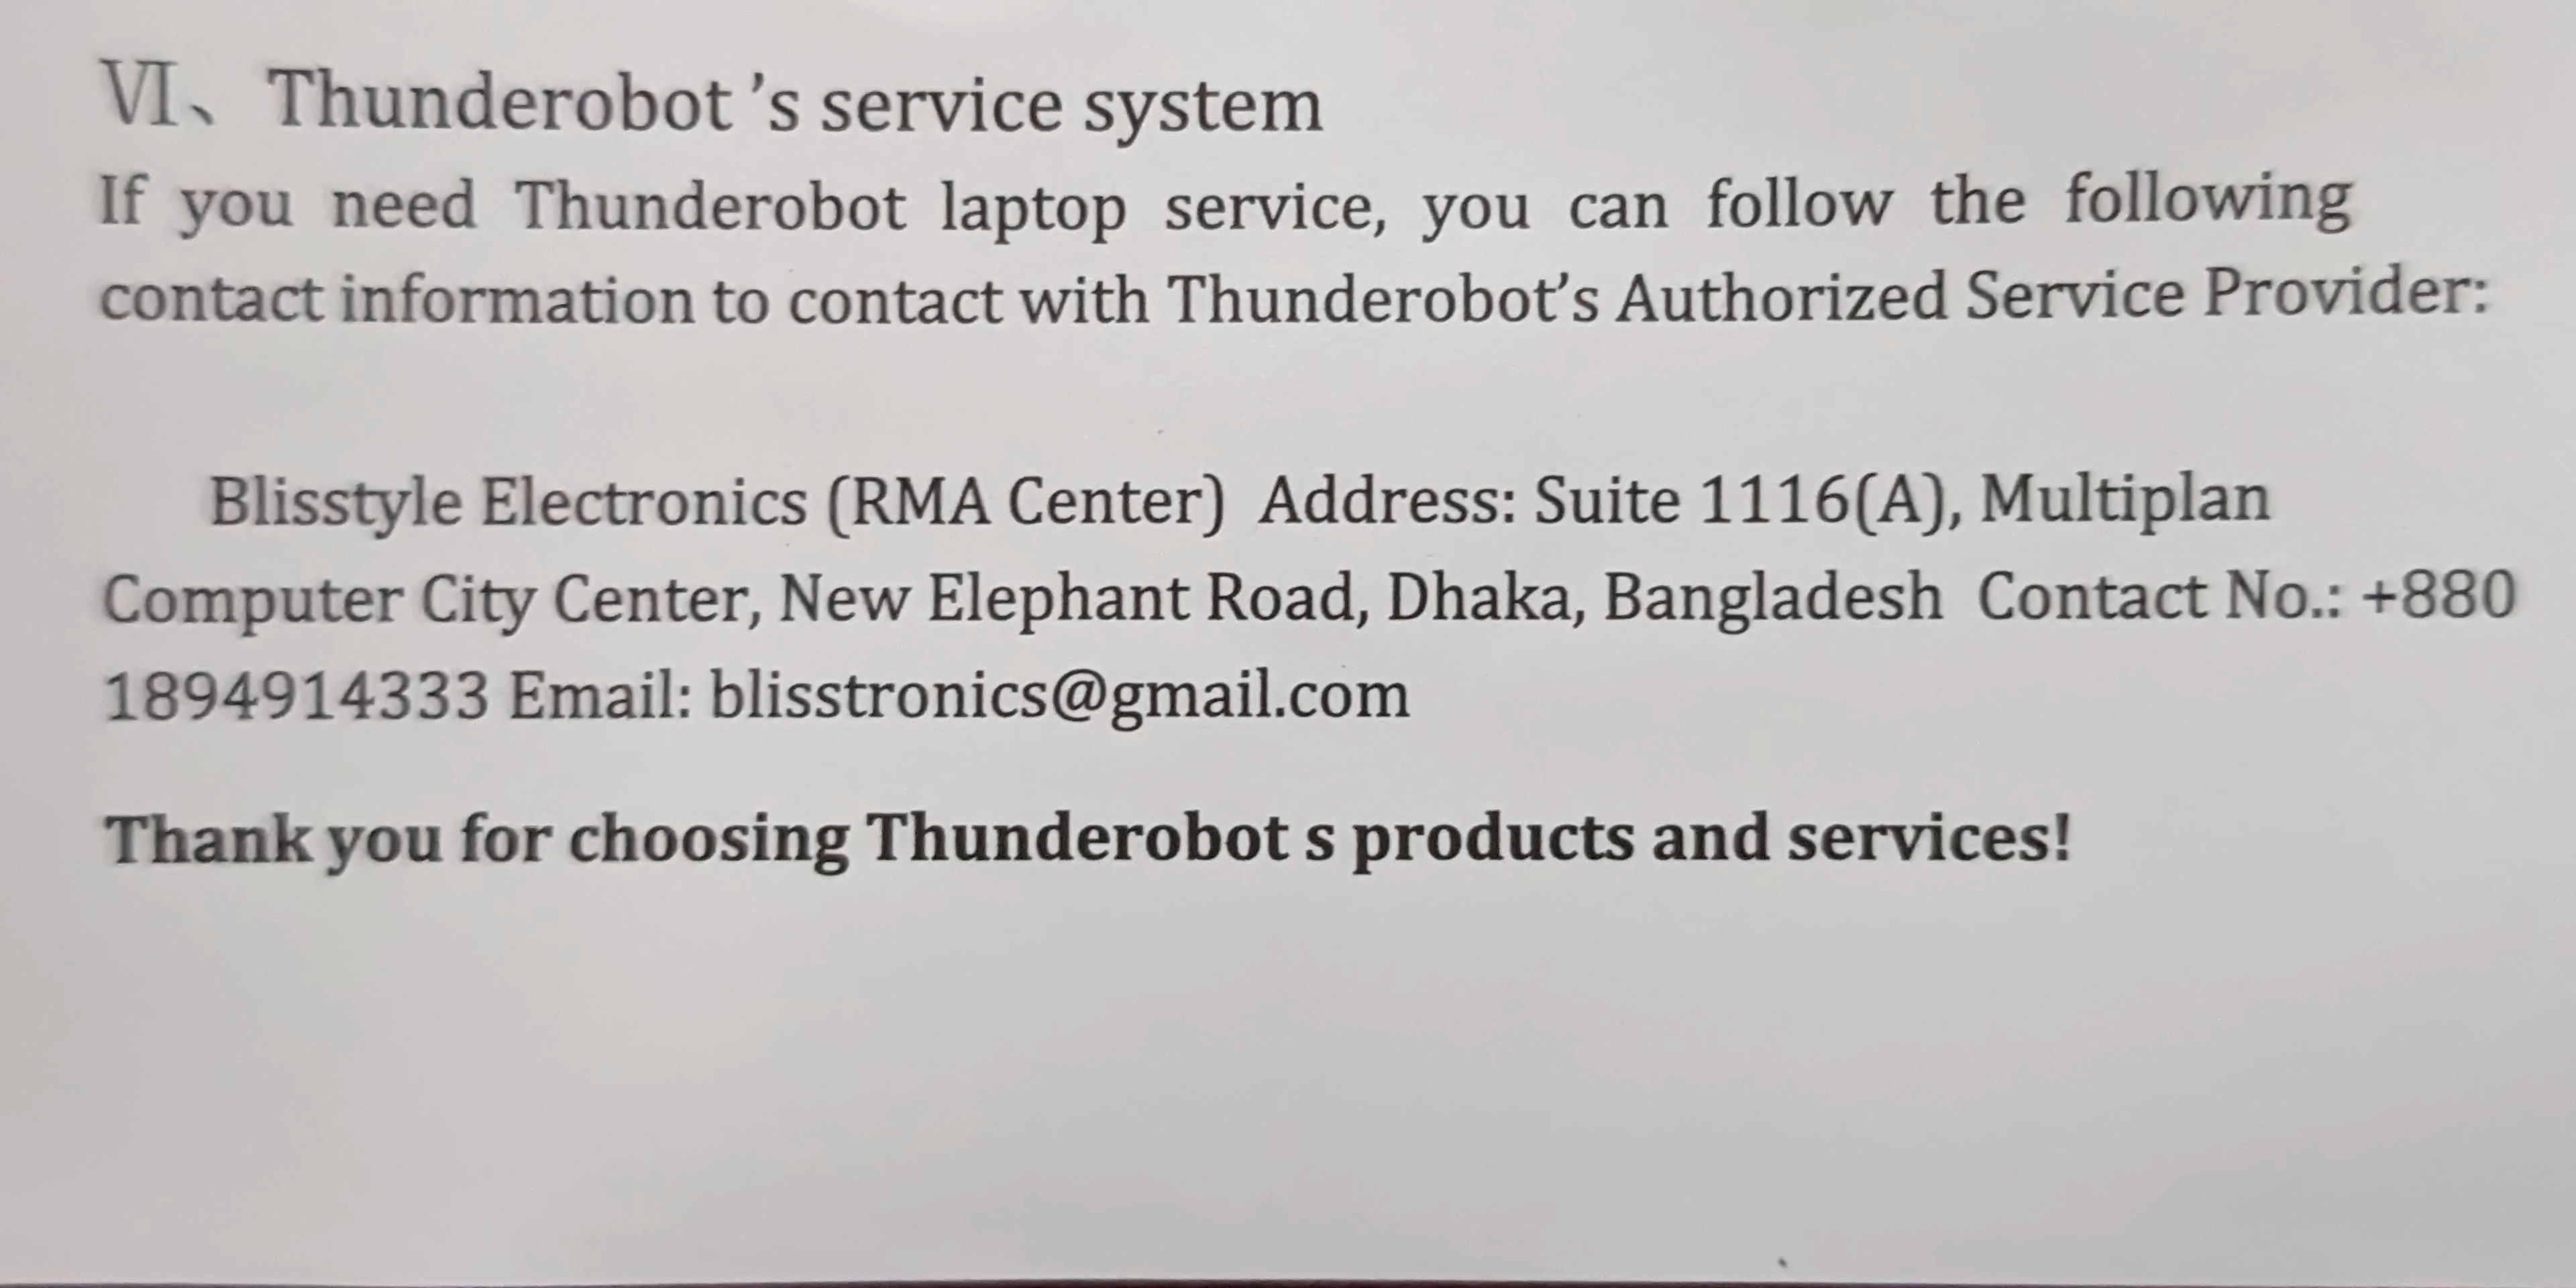 Ⅵ、 Thunderobot ’s service system
If you need Thunderobot laptop service, you can follow the following
contact information to contact with Thunderobot’s Authorized Service Provider:
Blisstyle Electronics (RMA Center) Address: Suite 1116(A), Multiplan
Computer City Center, New Elephant Road, Dhaka, Bangladesh Contact No.: +880
1894914333 Email: blisstronics@gmail.com
Thank you for choosing Thunderobot s products and services!